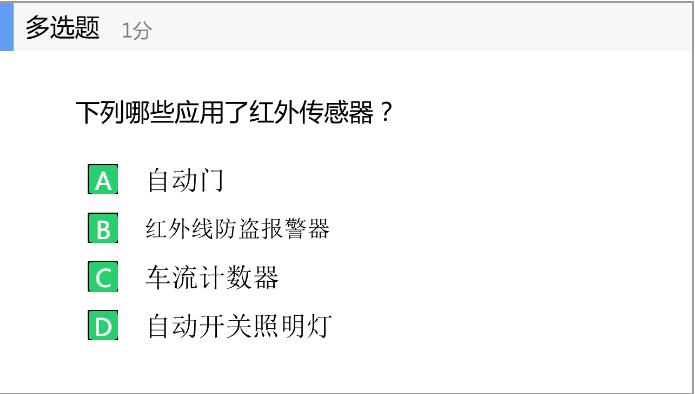 多选题 1分
下列哪些应用了红外传感器？
A 自动门
B 红外线防盗报警器
C 车流计数器
D 自动开关照明灯